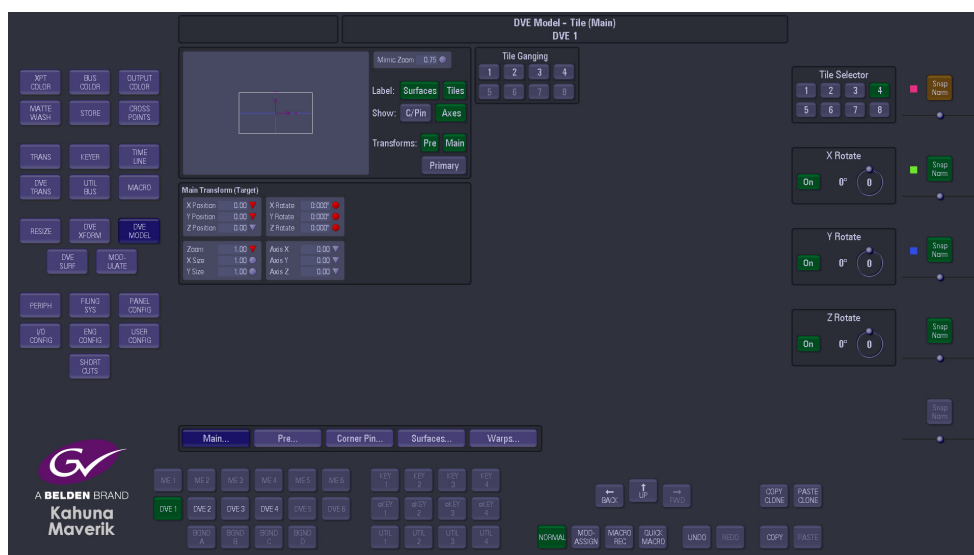 DVE Model - Tile (Main)
DVE 1
Mimic Zoom 0.75
Label: Surfaces Tiles
Show: C/Pin Axes
Transforms: Pre Main
Primary
Tile Ganging
1 2 3 4
5 6 7 8
Tile Selector
1 2 3 4
5 6 7 8
Snap
Norm
XPT
COLOR
BUS
COLOR
OUTPUT
COLOR
MATTE
WASH
STORE
CROSS
POINTS
TRANS
KEYER
TIME
LINE
DVE
TRANS
UTIL
BUS
MACRO
RESIZE
DVE
XFORM
DVE
MODEL
DVE
SURF
MOD-
ULATE
PERIPH
FILING
SYS
PANEL
CONFIG
I/O
CONFIG
ENG
CONFIG
USER
CONFIG
SHORT
CUTS
Main Transform (Target)
X Position 0.00 X Rotate 0.000°
Y Position 0.00 Y Rotate 0.000°
Z Position 0.00 Z Rotate 0.000°
Zoom 1.00 Axis X 0.00
X Size 1.00 Axis Y 0.00
Y Size 1.00 Axis Z 0.00
X Rotate
On 0° 0
Snap
Norm
Y Rotate
On 0° 0
Snap
Norm
Z Rotate
On 0° 0
Snap
Norm
Snap
Norm
Main... Pre... Corner Pin... Surfaces... Warps...
GV
A BELDEN BRAND
Kahuna
Maverik
ME 1 ME 2 ME 3 ME 4 ME 5 ME 6
KEY
1
KEY
2
KEY
3
KEY
4
DVE 1 DVE 2 DVE 3 DVE 4 DVE 5 DVE 6
1
2
3
4
BGND
A
BGND
B
BGND
C
BGND
D
UTIL
1
UTIL
2
UTIL
3
UTIL
4
BACK
UP
FWD
COPY
CLONE
PASTE
CLONE
NORMAL
MOD-
ASSIGN
MACRO
REC
QUICK
MACRO
UNDO
REDO
COPY
PASTE